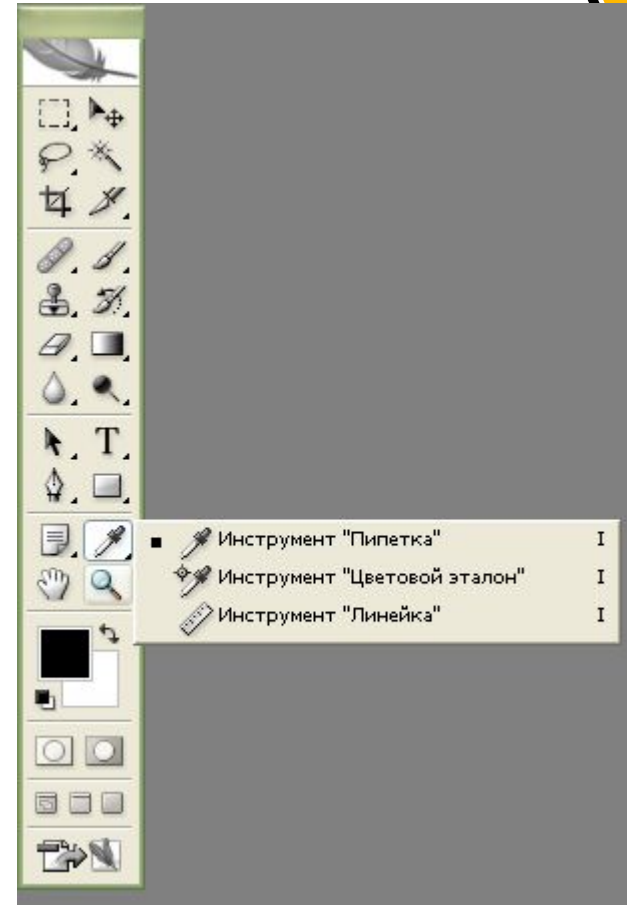 T
Инструмент "Пипетка" I
Инструмент "Цветовой эталон" I
Инструмент "Линейка" I